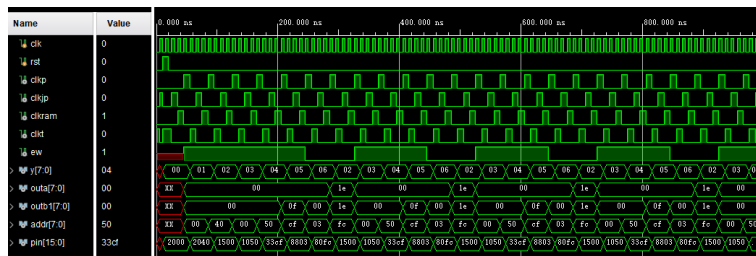 Name Value 0.000 ns 200.000 ns 400.000 ns 600.000 ns 800.000 ns
clk 0
rst 0
clkp 0
clkjp 0
clkram 1
clkt 0
ew 1
y[7:0] 04 00 01 02 03 04 05 06 02 03 04 05 06 02 03 04 05 06 02 03 04 05 06 02 03
outa[7:0] 00 XX 00 1e 00 1e 00 1e 00 1e 00
outb1[7:0] 00 XX 00 0f 00 1e 00 0f 00 1e 00 0f 00 1e 00 0f 00 1e 00
addr[7:0] 50 XX 00 40 00 50 cf 03 fc 00 50 cf 03 fc 00 50 cf 03 fc 00 50 cf 03 fc 00 50
pin[15:0] 33cf 2000 2040 1500 1050 33cf 8803 80fc 1500 1050 33cf 8803 80fc 1500 1050 33cf 8803 80fc 1500 1050 33cf 8803 80fc 1500 1050